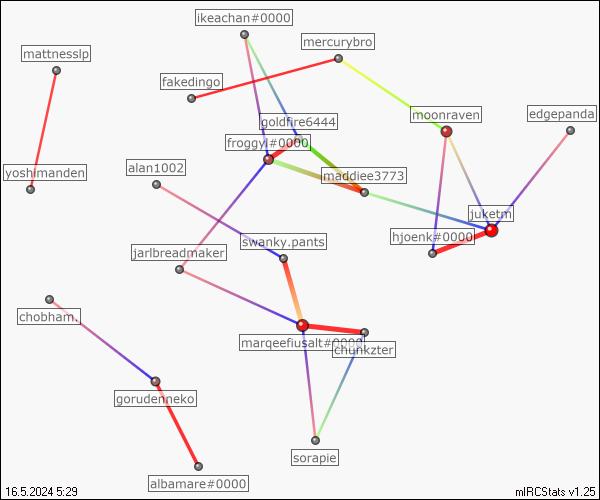 ikeachan#0000
mercurybro
mattnesslp
fakedingo
moonraven
edgepanda
goldfire6444
froggyl#0000
yoshimanden
alan1002
maddiee3773
juketm
hjoenk#0000
swanky.pants
jarlbreadmaker
chobham.
marqeefiusalt#0000
chunkzter
gorudenneko
sorapie
albamare#0000
16.5.2024 5:29
mIRCStats v1.25